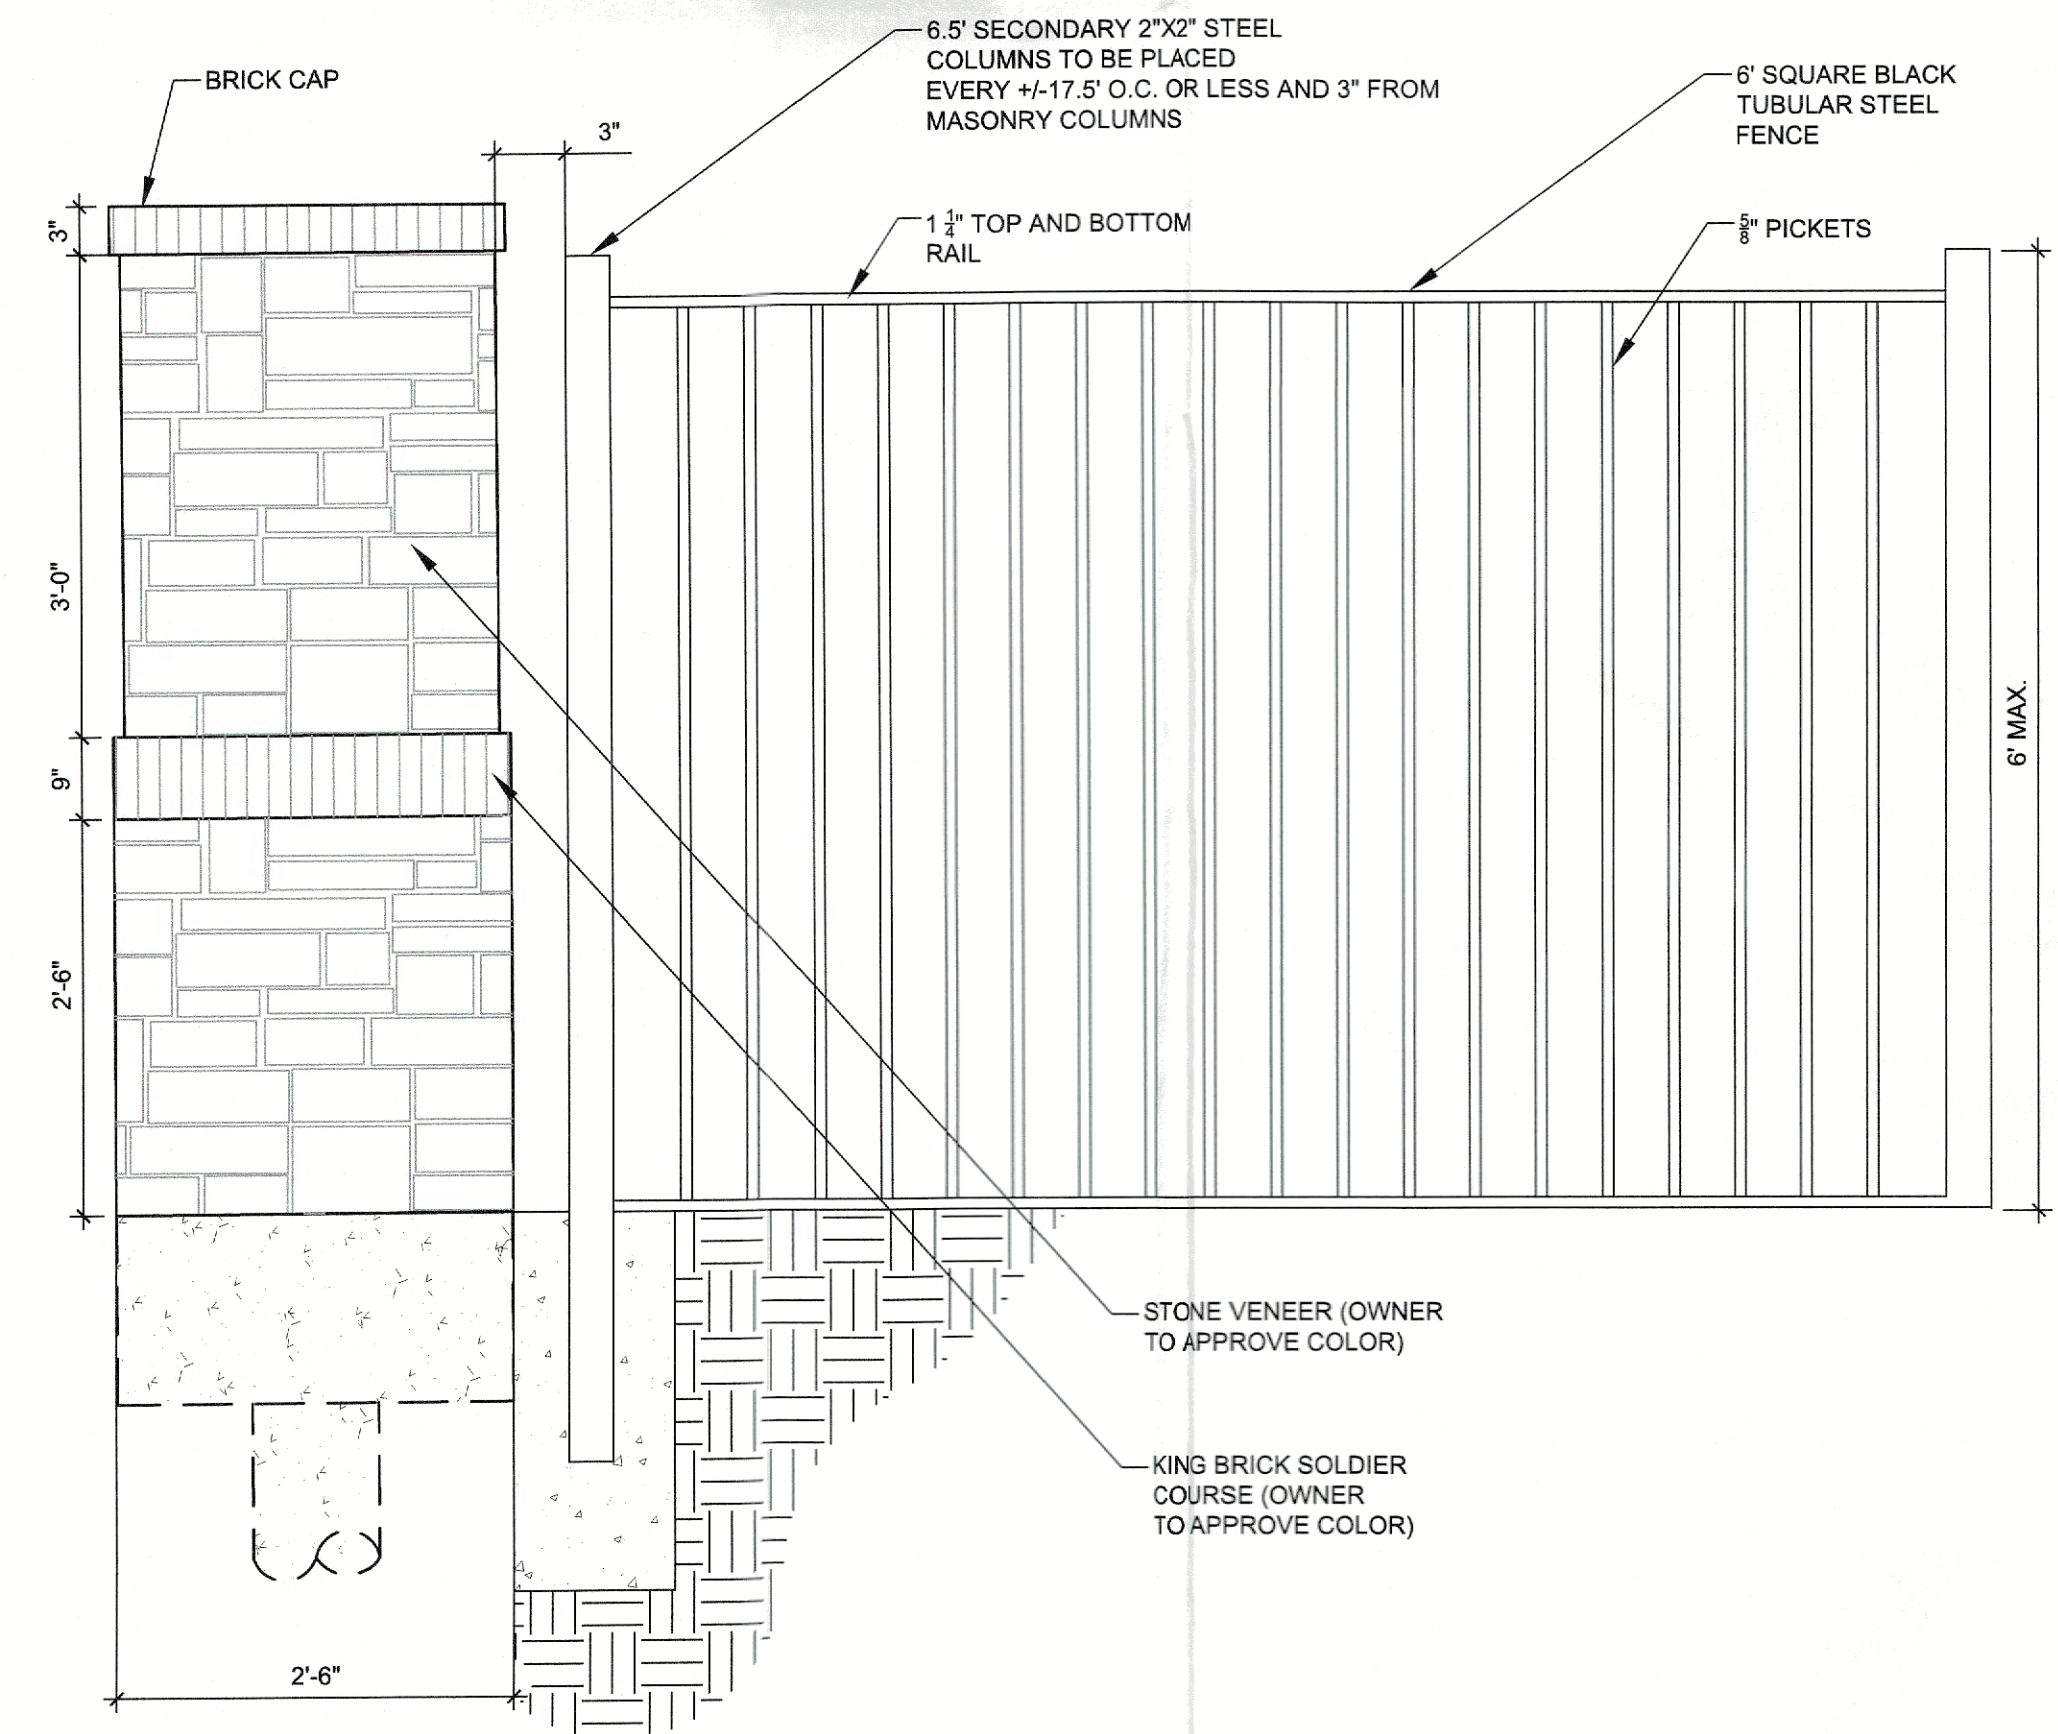 6.5' SECONDARY 2"X2" STEEL
COLUMNS TO BE PLACED
EVERY +/-17.5' O.C. OR LESS AND 3" FROM
MASONRY COLUMNS
BRICK CAP
6' SQUARE BLACK
TUBULAR STEEL
FENCE
3"
3"
1 1/4" TOP AND BOTTOM
RAIL
5/8" PICKETS
3'-0"
6' MAX.
9"
2'-6"
STONE VENEER (OWNER
TO APPROVE COLOR)
KING BRICK SOLDIER
COURSE (OWNER
TO APPROVE COLOR)
2'-6"